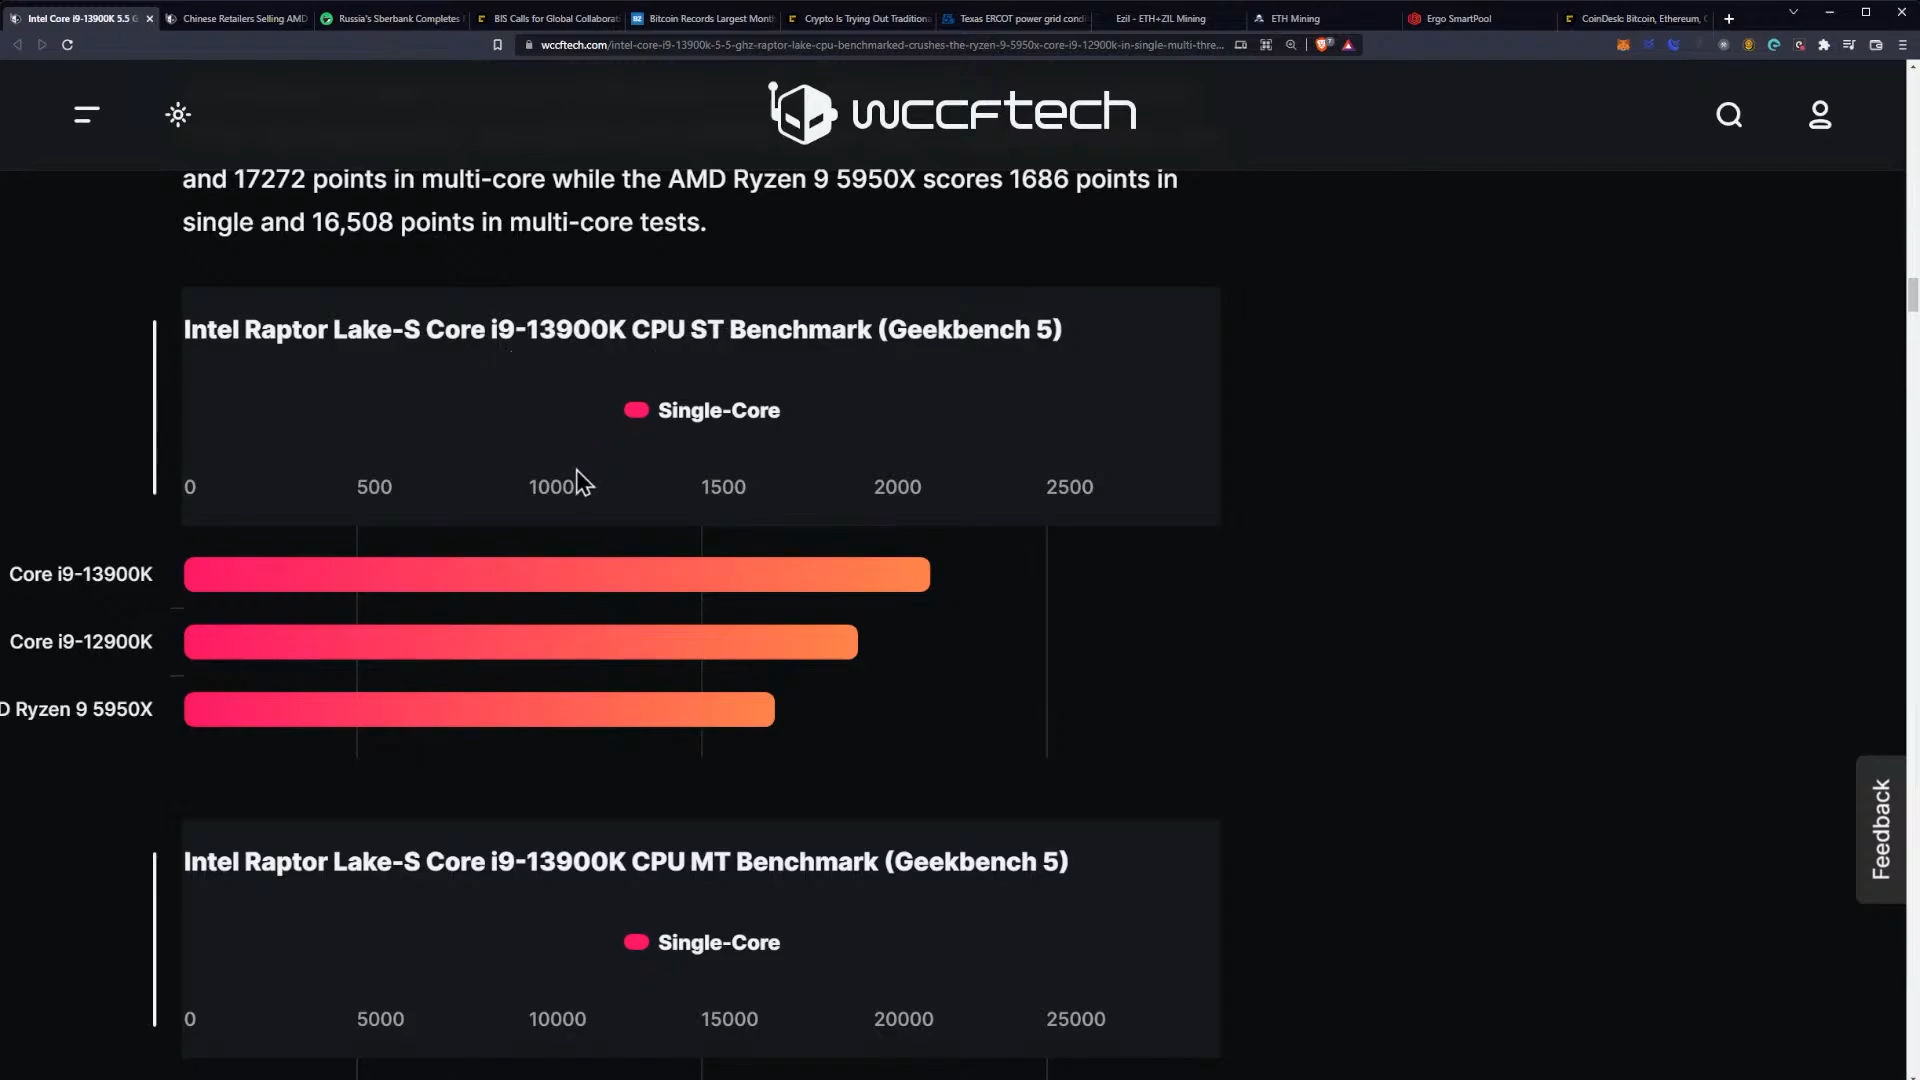 Intel Core i9-13900K 5.5 G
Chinese Retailers Selling AMD
Russia's Sberbank Completes
BIS Calls for Global Collaborat
Bitcoin Records Largest Month
Crypto Is Trying Out Traditiona
Texas ERCOT power grid condi
Ezil - ETH+ZIL Mining
ETH Mining
Ergo SmartPool
CoinDesk: Bitcoin, Ethereum, C
wccftech.com/intel-core-i9-13900k-5-5-ghz-raptor-lake-cpu-benchmarked-crushes-the-ryzen-9-5950x-core-i9-12900k-in-single-multi-thre...
wccftech
and 17272 points in multi-core while the AMD Ryzen 9 5950X scores 1686 points in
single and 16,508 points in multi-core tests.
Intel Raptor Lake-S Core i9-13900K CPU ST Benchmark (Geekbench 5)
Single-Core
0 500 1000 1500 2000 2500
Core i9-13900K
Core i9-12900K
D Ryzen 9 5950X
Intel Raptor Lake-S Core i9-13900K CPU MT Benchmark (Geekbench 5)
Single-Core
0 5000 10000 15000 20000 25000
Feedback